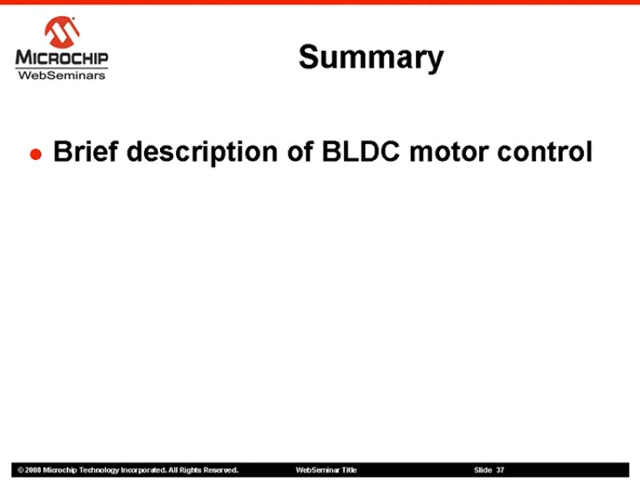 MICROCHIP
WebSeminars
Summary
Brief description of BLDC motor control
© 2008 Microchip Technology Incorporated. All Rights Reserved. WebSeminar Title Slide 37